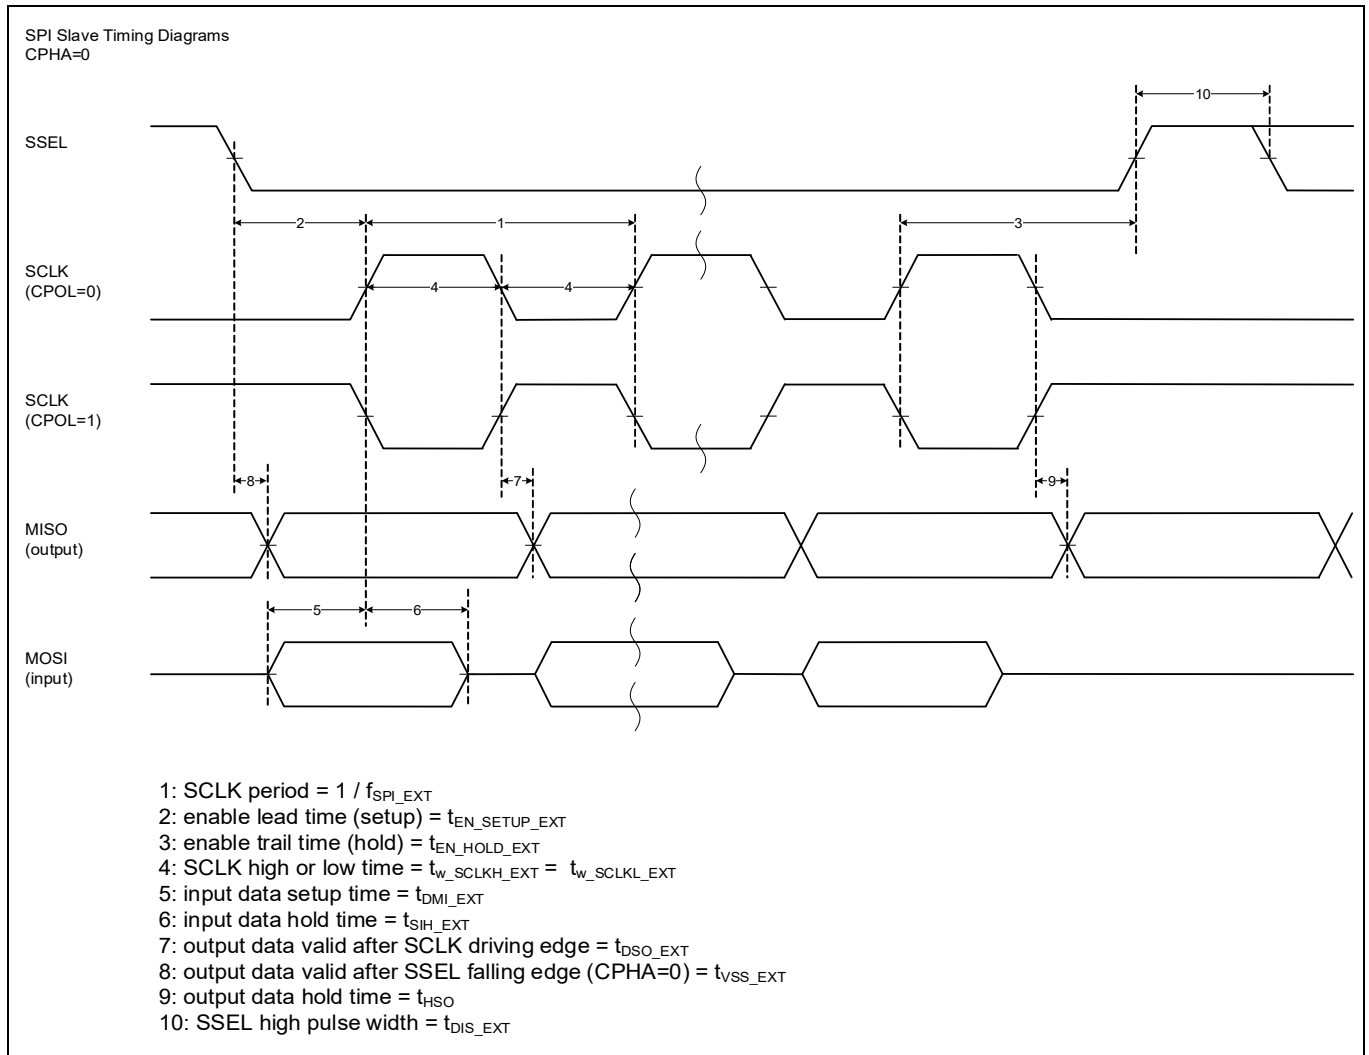 SPI Slave Timing Diagrams
CPHA=0
10
SSEL
2
1
3
SCLK
(CPOL=0)
4
4
SCLK
(CPOL=1)
8
7
9
MISO
(output)
5
6
MOSI
(input)
1: SCLK period = 1 / fSPI_EXT
2: enable lead time (setup) = tEN_SETUP_EXT
3: enable trail time (hold) = tEN_HOLD_EXT
4: SCLK high or low time = tw_SCLKH_EXT = tw_SCLKL_EXT
5: input data setup time = tDMI_EXT
6: input data hold time = tSIH_EXT
7: output data valid after SCLK driving edge = tDSO_EXT
8: output data valid after SSEL falling edge (CPHA=0) = tVSS_EXT
9: output data hold time = tHSO
10: SSEL high pulse width = tDIS_EXT